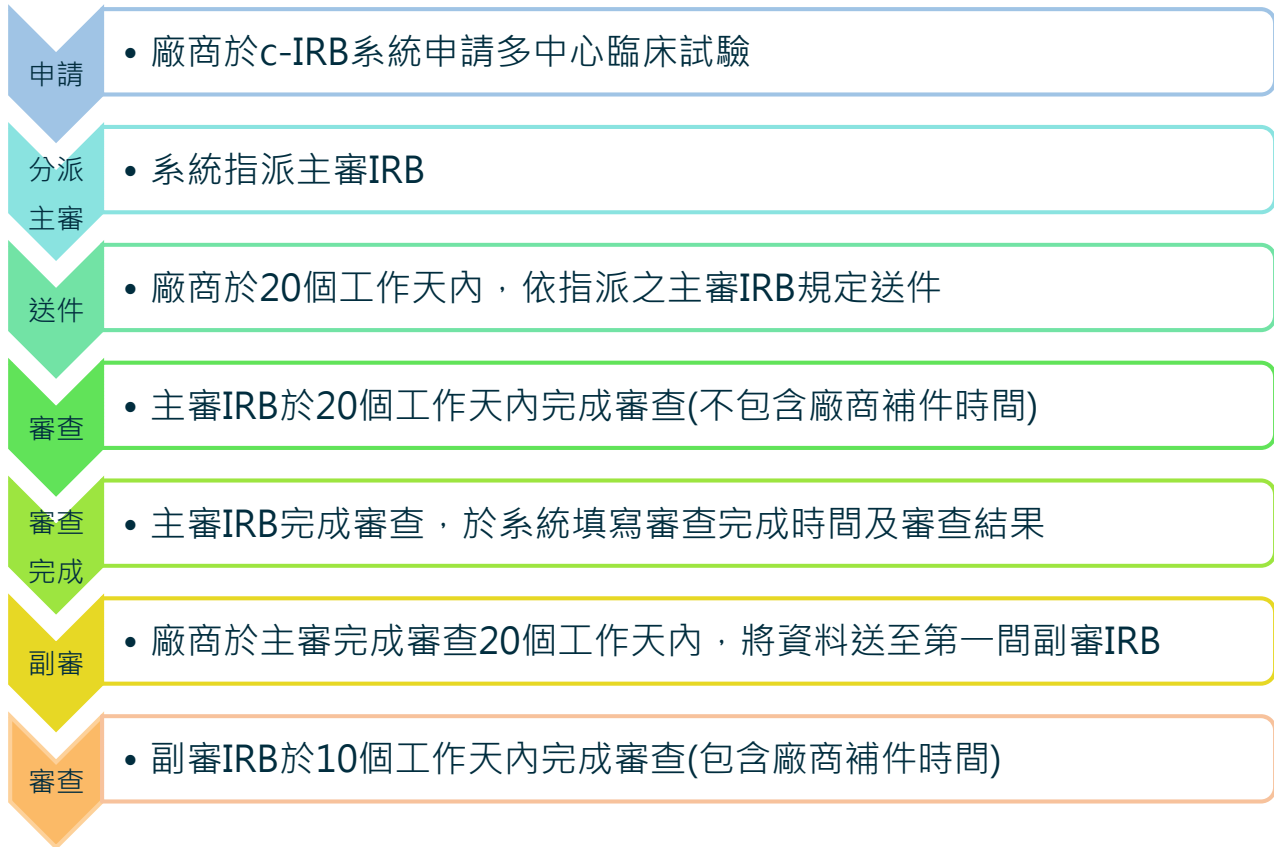 申請
• 廠商於c-IRB系統申請多中心臨床試驗
分派
主審
• 系統指派主審IRB
送件
• 廠商於20個工作天內，依指派之主審IRB規定送件
審查
• 主審IRB於20個工作天內完成審查(不包含廠商補件時間)
審查
完成
• 主審IRB完成審查，於系統填寫審查完成時間及審查結果
副審
• 廠商於主審完成審查20個工作天內，將資料送至第一間副審IRB
審查
• 副審IRB於10個工作天內完成審查(包含廠商補件時間)